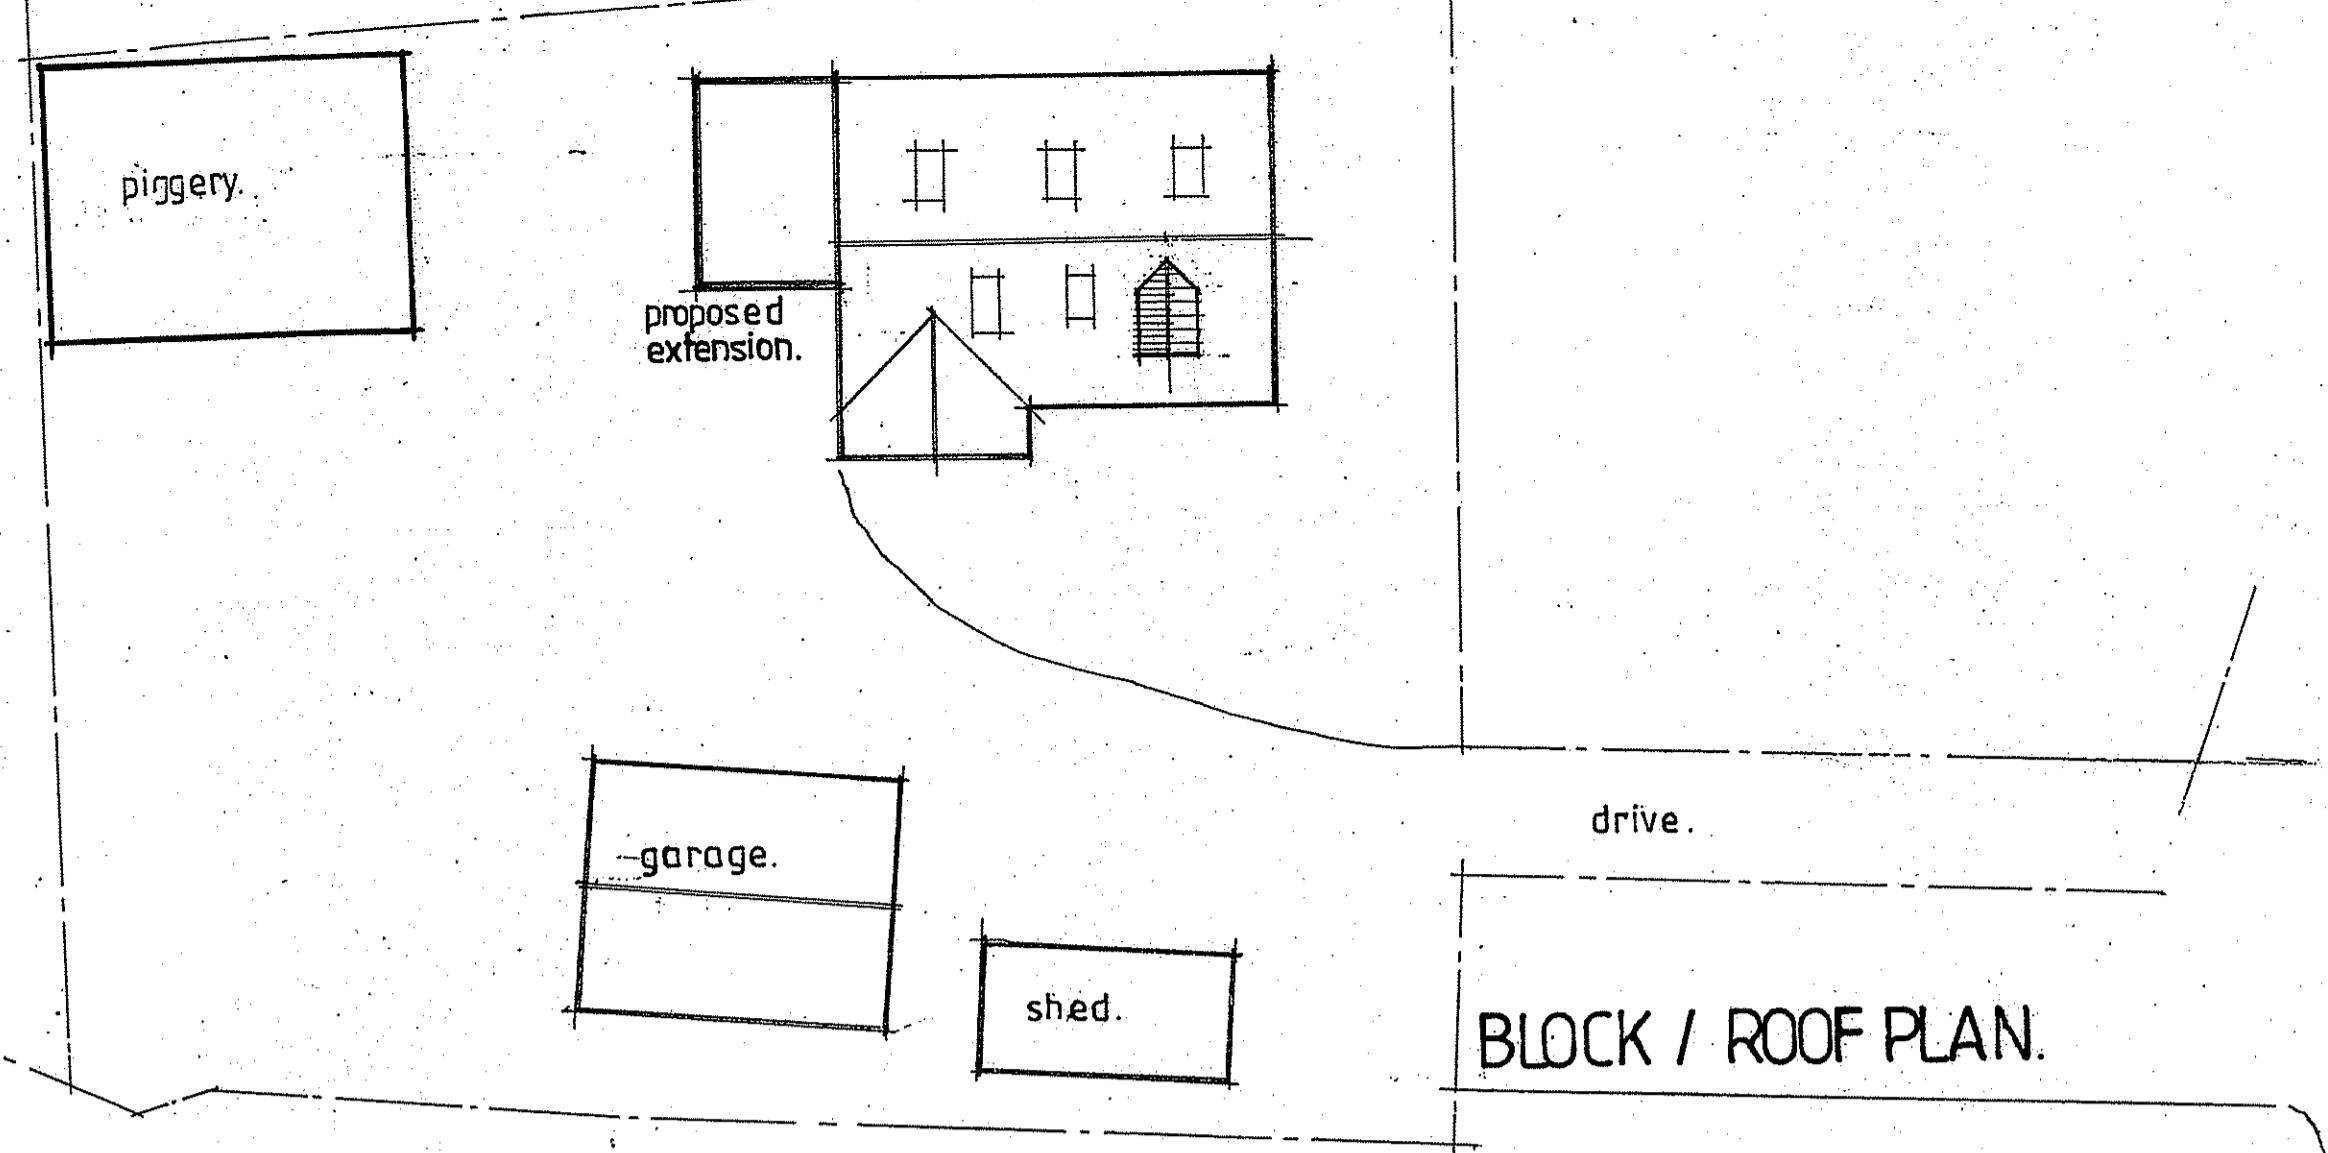 piggery.
proposed
extension.
garage.
drive.
shed.
BLOCK / ROOF PLAN.